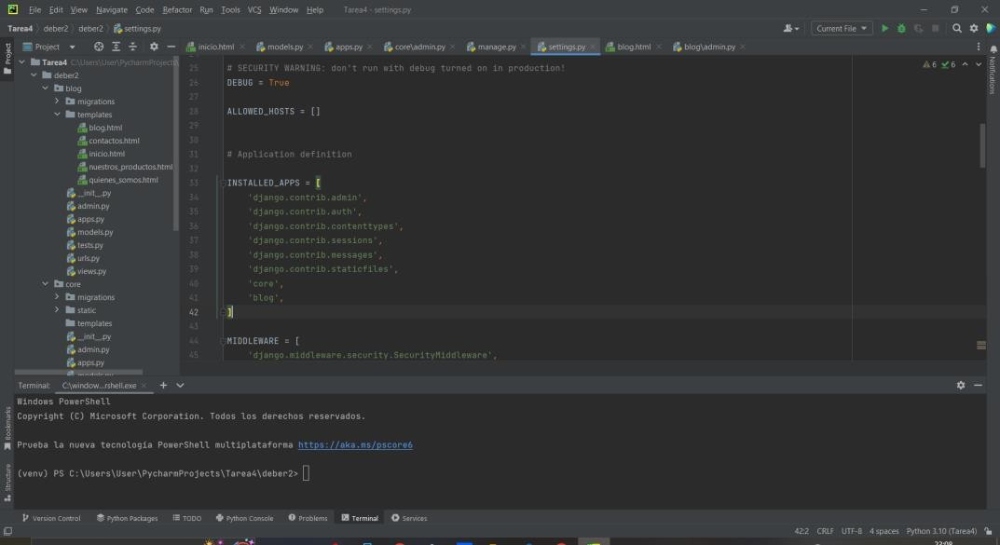 File Edit View Navigate Code Refactor Run Tools VCS Window Help Tarea4 - settings.py
Tarea4 deber2 deber2 settings.py Current File
Project inicio.html models.py apps.py core\admin.py manage.py settings.py blog.html blog\admin.py
Project
Notifications
Tarea4 C:\Users\User\PycharmProjects\
deber2
blog
migrations
templates
blog.html
contactos.html
inicio.html
nuestros_productos.html
quienes_somos.html
__init__.py
admin.py
apps.py
models.py
tests.py
urls.py
views.py
core
migrations
static
templates
__init__.py
admin.py
apps.py
models.py
6 6
25 # SECURITY WARNING: don't run with debug turned on in production!
26 DEBUG = True
27
28 ALLOWED_HOSTS = []
29
30
31 # Application definition
32
33 INSTALLED_APPS = [
34 'django.contrib.admin',
35 'django.contrib.auth',
36 'django.contrib.contenttypes',
37 'django.contrib.sessions',
38 'django.contrib.messages',
39 'django.contrib.staticfiles',
40 'core',
41 'blog',
42 ]
43
44 MIDDLEWARE = [
45 'django.middleware.security.SecurityMiddleware',
Terminal: C:\window...rshell.exe
Windows PowerShell
Copyright (C) Microsoft Corporation. Todos los derechos reservados.
Prueba la nueva tecnología PowerShell multiplataforma https://aka.ms/pscore6
(venv) PS C:\Users\User\PycharmProjects\Tarea4\deber2>
Bookmarks
Structure
Version Control Python Packages TODO Python Console Problems Terminal Services
42:2 CRLF UTF-8 4 spaces Python 3.10 (Tarea4)